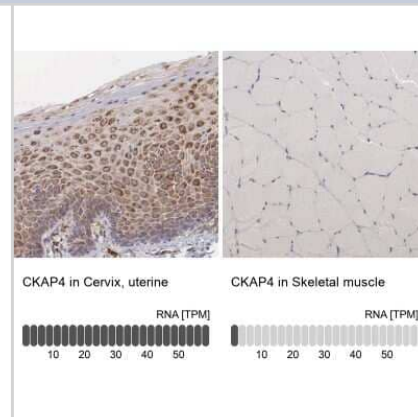 CKAP4 in Cervix, uterine
RNA [TPM]
10 20 30 40 50
CKAP4 in Skeletal muscle
RNA [TPM]
10 20 30 40 50